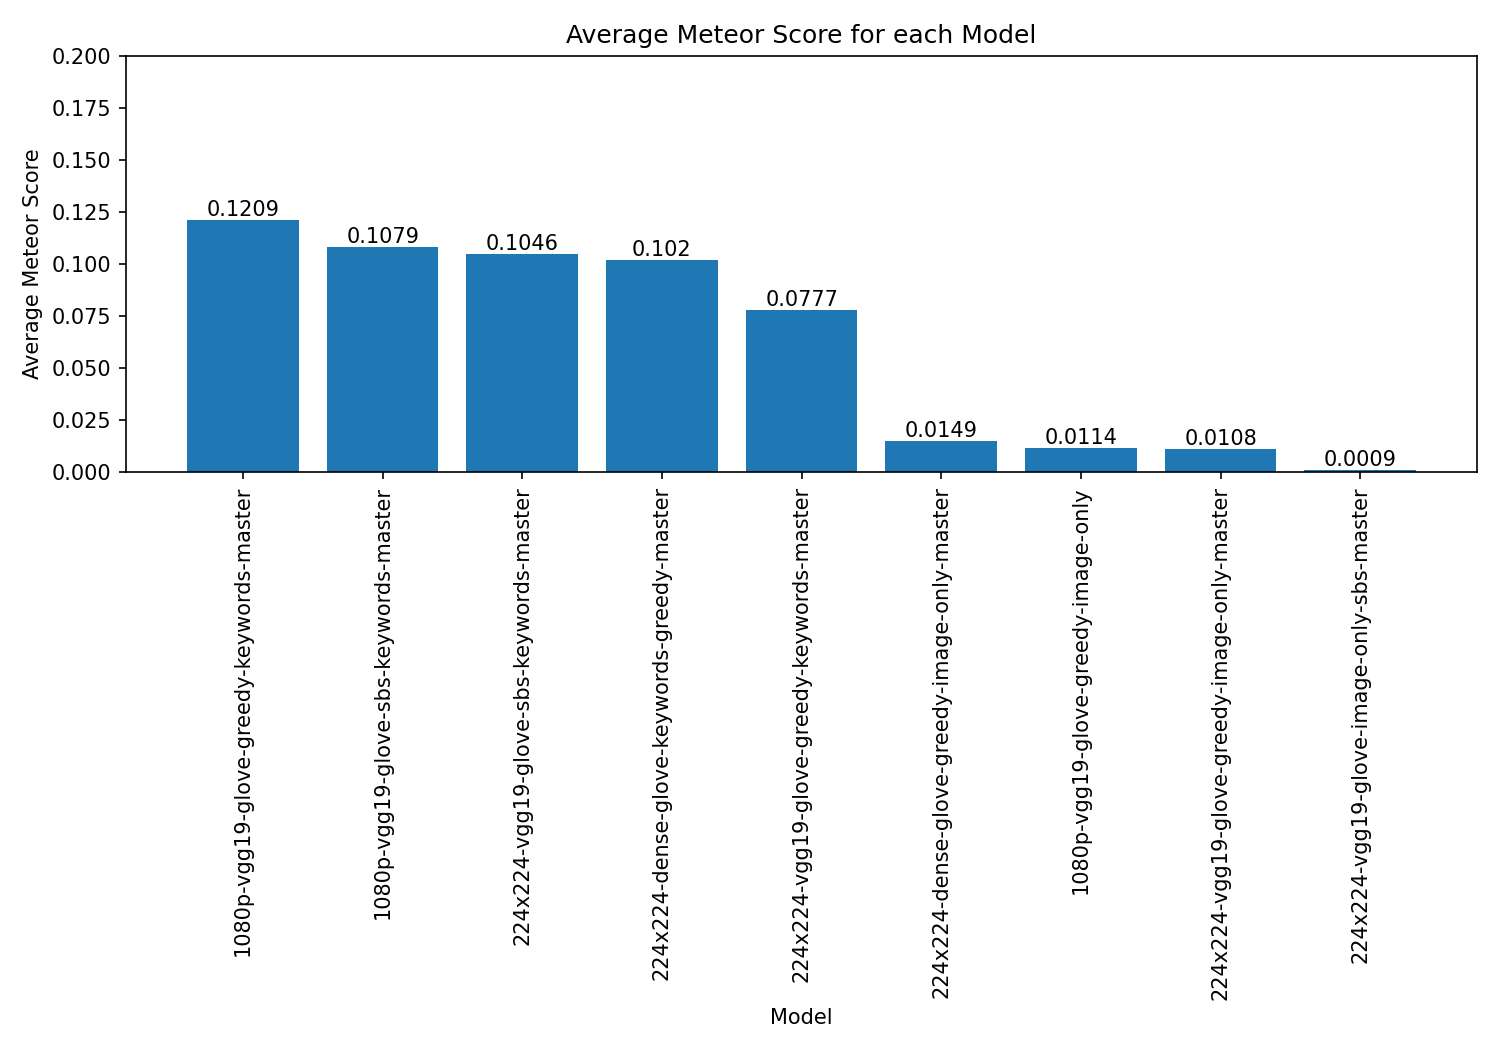 Average Meteor Score for each Model
Average Meteor Score
0.200
0.175
0.150
0.125
0.100
0.075
0.050
0.025
0.000
0.1209
0.1079
0.1046
0.102
0.0777
0.0149
0.0114
0.0108
0.0009
1080p-vgg19-glove-greedy-keywords-master
1080p-vgg19-glove-sbs-keywords-master
224x224-vgg19-glove-sbs-keywords-master
224x224-dense-glove-keywords-greedy-master
224x224-vgg19-glove-greedy-keywords-master
224x224-dense-glove-greedy-image-only-master
1080p-vgg19-glove-greedy-image-only
224x224-vgg19-glove-greedy-image-only-master
224x224-vgg19-glove-image-only-sbs-master
Model